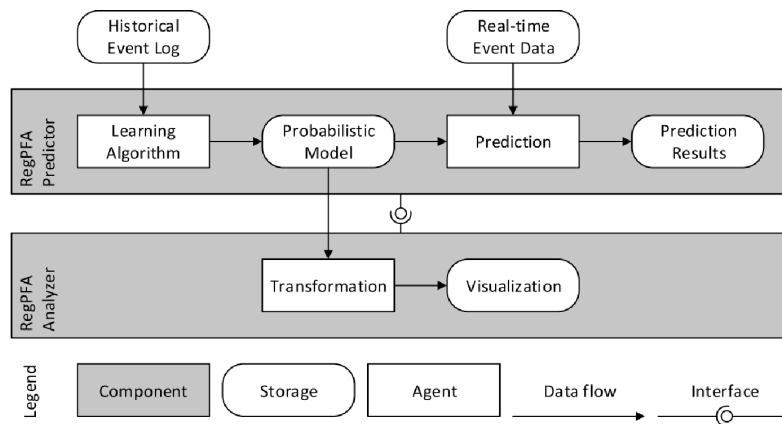 Historical
Event Log
Real-time
Event Data
RegPFA
Predictor
Learning
Algorithm
Probabilistic
Model
Prediction
Prediction
Results
RegPFA
Analyzer
Transformation
Visualization
Legend
Component
Storage
Agent
Data flow
Interface